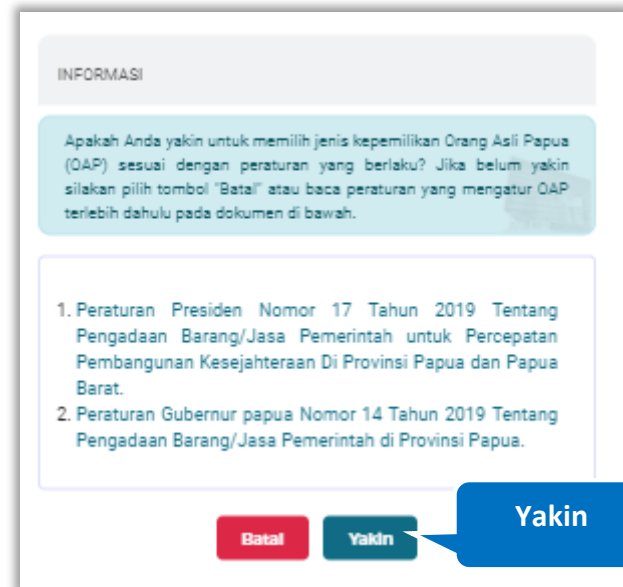 INFORMASI
Apakah Anda yakin untuk memilih jenis kepemilikan Orang Asli Papua
(OAP) sesuai dengan peraturan yang berlaku? Jika belum yakin
silakan pilih tombol "Batal" atau baca peraturan yang mengatur OAP
terlebih dahulu pada dokumen di bawah.
1. Peraturan Presiden Nomor 17 Tahun 2019 Tentang
Pengadaan Barang/Jasa Pemerintah untuk Percepatan
Pembangunan Kesejahteraan Di Provinsi Papua dan Papua
Barat.
2. Peraturan Gubernur papua Nomor 14 Tahun 2019 Tentang
Pengadaan Barang/Jasa Pemerintah di Provinsi Papua.
Batal Yakin
Yakin